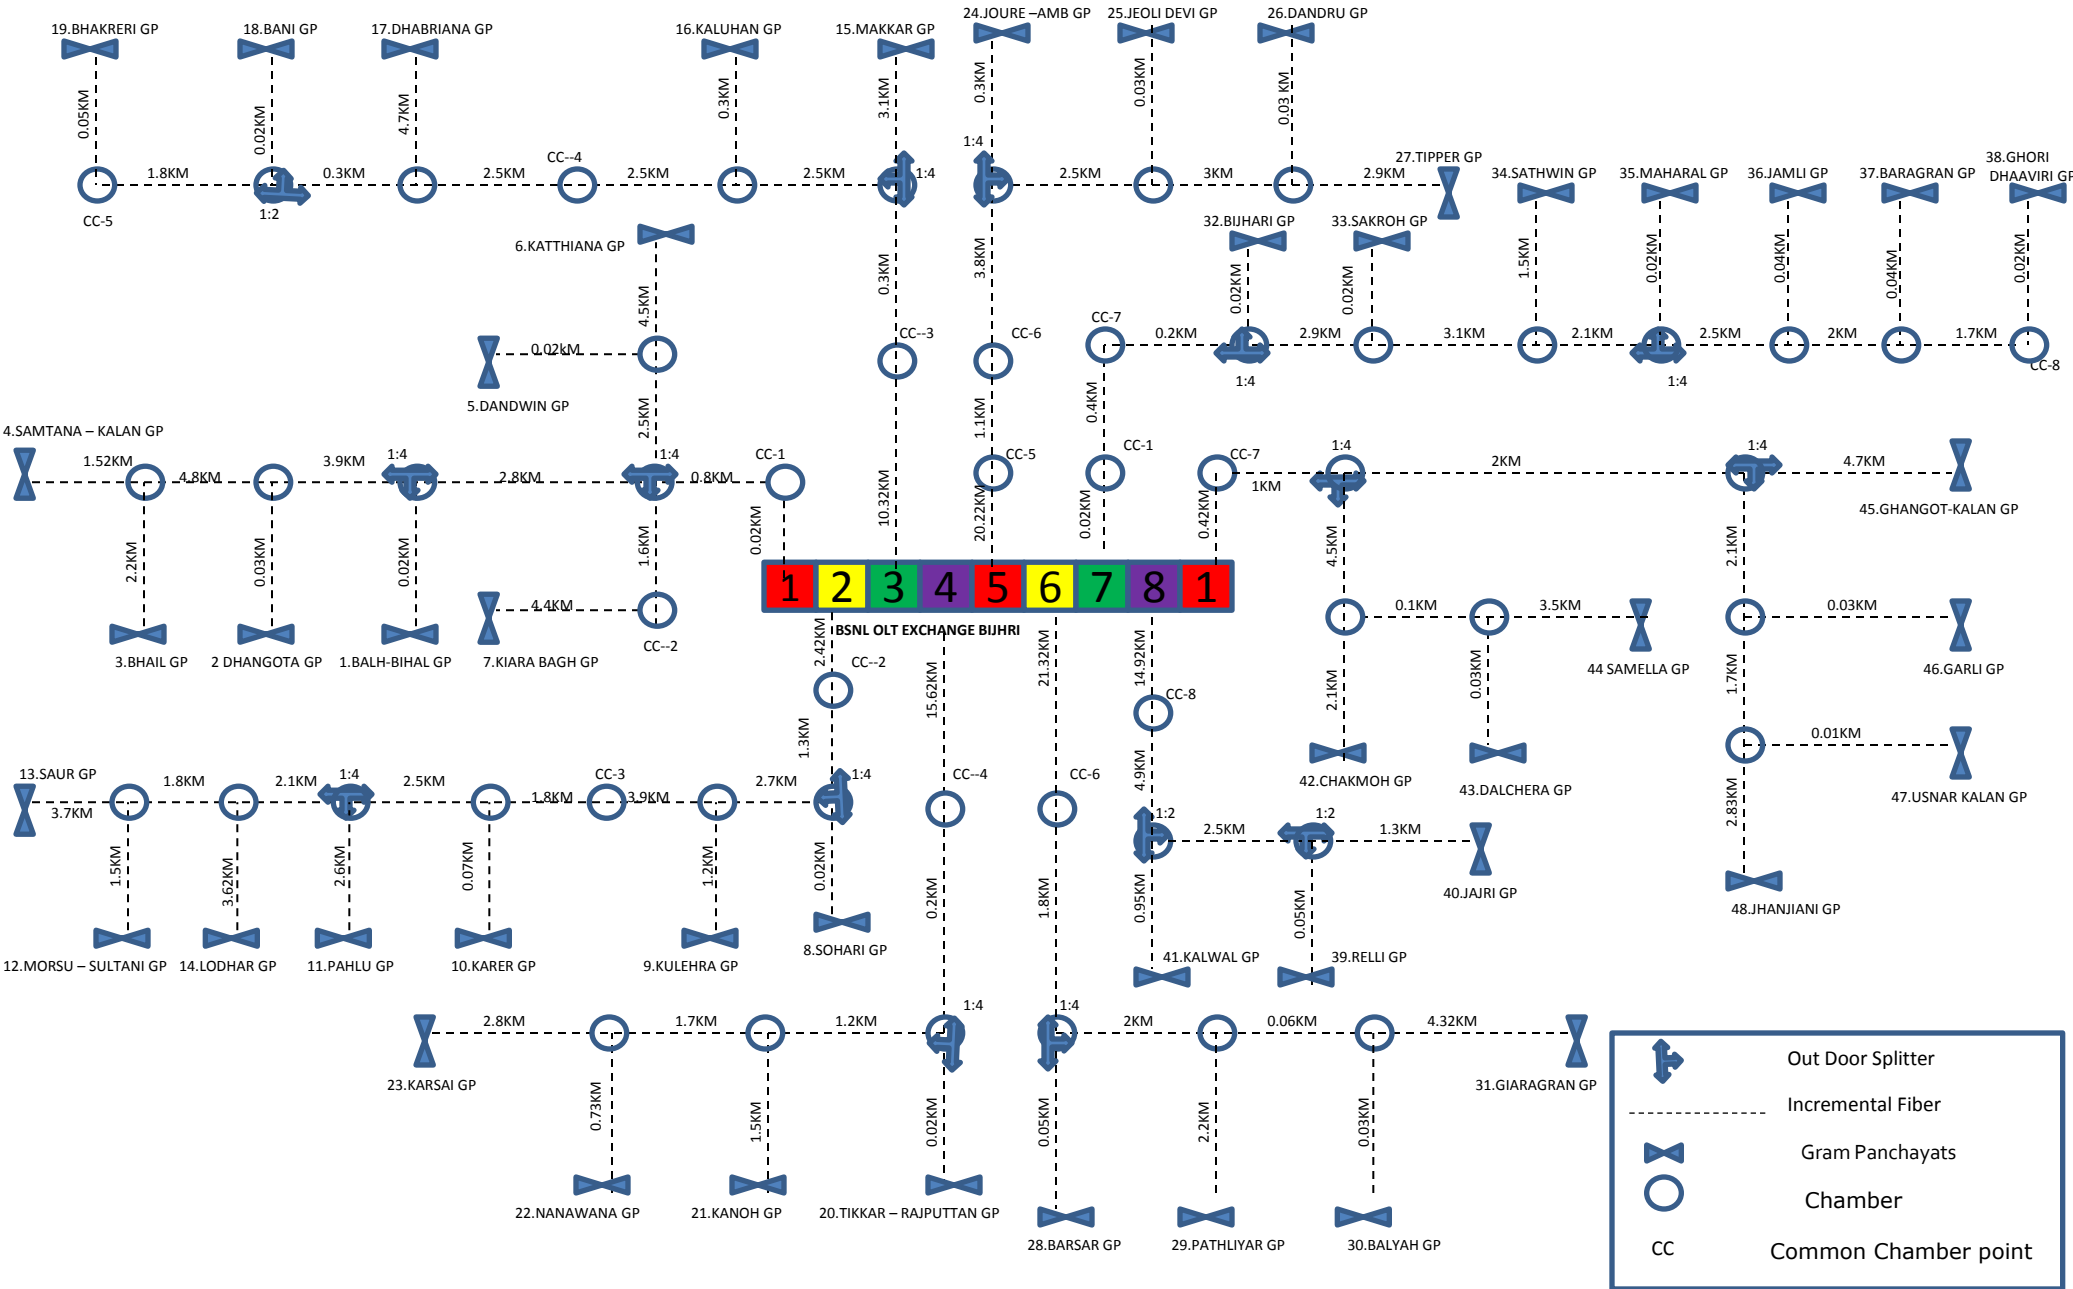 24.JOURE –AMB GP
25.JEOLI DEVI GP
26.DANDRU GP
19.BHAKRERI GP
18.BANI GP
17.DHABRIANA GP
16.KALUHAN GP
15.MAKKAR GP
0.05KM
0.02KM
4.7KM
0.3KM
3.1KM
0.3KM
0.03KM
0.03 KM
1:4
CC--4
27.TIPPER GP
34.SATHWIN GP
35.MAHARAL GP
36.JAMLI GP
37.BARAGRAN GP
38.GHORI
DHAAVIRI GP
1.8KM
0.3KM
2.5KM
2.5KM
2.5KM
1:4
2.5KM
3KM
2.9KM
CC-5
1:2
6.KATTHIANA GP
32.BIJHARI GP
33.SAKROH GP
4.5KM
0.3KM
3.8KM
0.02KM
0.02KM
1.5KM
0.02KM
0.04KM
0.04KM
0.02KM
CC--3
CC-6
CC-7
0.2KM
2.9KM
3.1KM
2.1KM
2.5KM
2KM
1.7KM
0.02kM
CC-8
1:4
1:4
5.DANDWIN GP
2.5KM
1.1KM
0.4KM
4.SAMTANA – KALAN GP
1.52KM
4.8KM
3.9KM
1:4
2.8KM
1:4
0.8KM
CC-1
CC-5
CC-1
CC-7
1KM
1:4
2KM
1:4
4.7KM
45.GHANGOT-KALAN GP
2.2KM
0.03KM
0.02KM
1.6KM
0.02KM
10.32KM
20.22KM
0.02KM
0.42KM
4.5KM
2.1KM
1 2 3 4 5 6 7 8 1
BSNL OLT EXCHANGE BIJHRI
4.4KM
0.1KM
3.5KM
0.03KM
3.BHAIL GP
2 DHANGOTA GP
1.BALH-BIHAL GP
7.KIARA BAGH GP
CC--2
44 SAMELLA GP
46.GARLI GP
2.42KM
CC--2
15.62KM
21.32KM
14.92KM
CC-8
2.1KM
0.03KM
1.7KM
0.01KM
1.3KM
4.9KM
42.CHAKMOH GP
43.DALCHERA GP
47.USNAR KALAN GP
13.SAUR GP
3.7KM
1.8KM
2.1KM
1:4
2.5KM
1.8KM
CC-3
3.9KM
2.7KM
1:4
CC--4
CC-6
1:2
2.5KM
1:2
1.3KM
2.83KM
1.5KM
3.62KM
2.6KM
0.07KM
1.2KM
0.02KM
0.2KM
1.8KM
0.95KM
0.05KM
40.JAJRI GP
48.JHANJIANI GP
12.MORSU – SULTANI GP
14.LODHAR GP
11.PAHLU GP
10.KARER GP
9.KULEHRA GP
8.SOHARI GP
41.KALWAL GP
39.RELLI GP
2.8KM
1.7KM
1.2KM
1:4
1:4
2KM
0.06KM
4.32KM
23.KARSAI GP
31.GIARAGRAN GP
0.73KM
1.5KM
0.02KM
0.05KM
2.2KM
0.03KM
22.NANAWANA GP
21.KANOH GP
20.TIKKAR – RAJPUTTAN GP
28.BARSAR GP
29.PATHLIYAR GP
30.BALYAH GP
Out Door Splitter
Incremental Fiber
Gram Panchayats
Chamber
CC
Common Chamber point